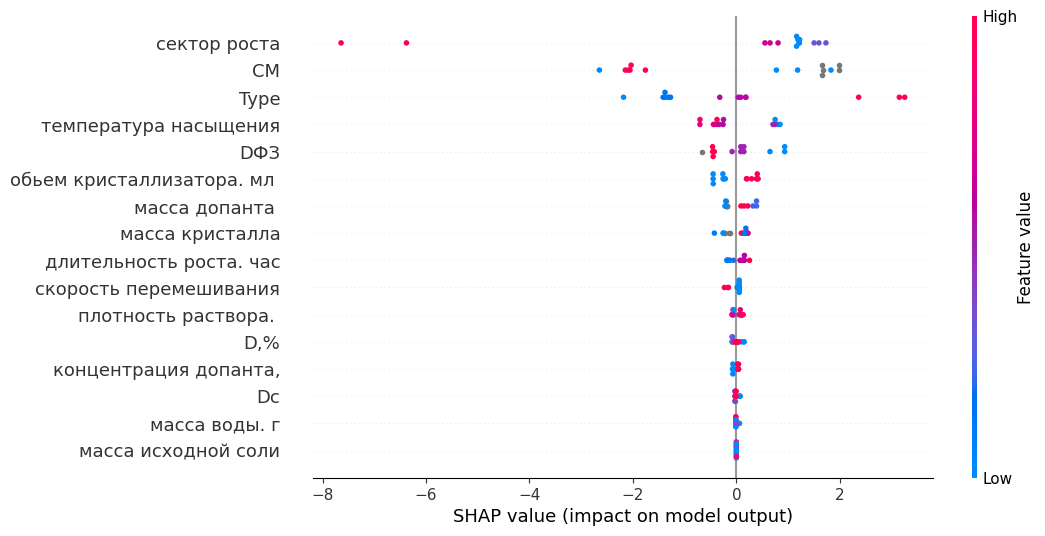 High
сектор роста
СМ
Type
температура насыщения
DФЗ
обьем кристаллизатора. мл
масса допанта
масса кристалла
длительность роста. час
скорость перемешивания
плотность раствора.
D,%
концентрация допанта,
Dc
масса воды. г
масса исходной соли
Low
Feature value
−8 −6 −4 −2 0 2
SHAP value (impact on model output)